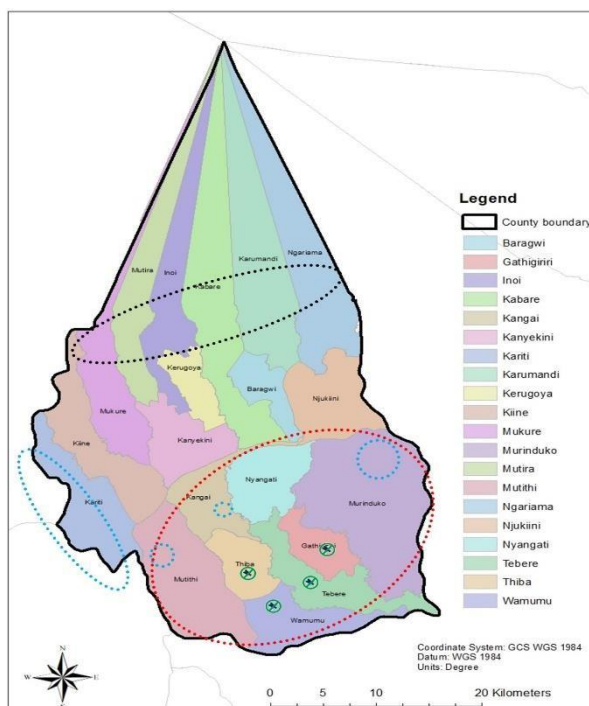 Ngariama
Karumandi
Mutira
Inoi
Kabare
Kerugoya
Baragwi
Njukiini
Mukure
Kanyekini
Kiine
Nyangati
Kangai
Murinduko
Kariti
Gathi
Thiba
Mutithi
Tebere
Wamumu
Legend
County boundary
Baragwi
Gathigiriri
Inoi
Kabare
Kangai
Kanyekini
Kariti
Karumandi
Kerugoya
Kiine
Mukure
Murinduko
Mutira
Mutithi
Ngariama
Njukiini
Nyangati
Tebere
Thiba
Wamumu
Coordinate System: GCS WGS 1984
Datum: WGS 1984
Units: Degree
N
W
E
S
0 5 10 20 Kilometers